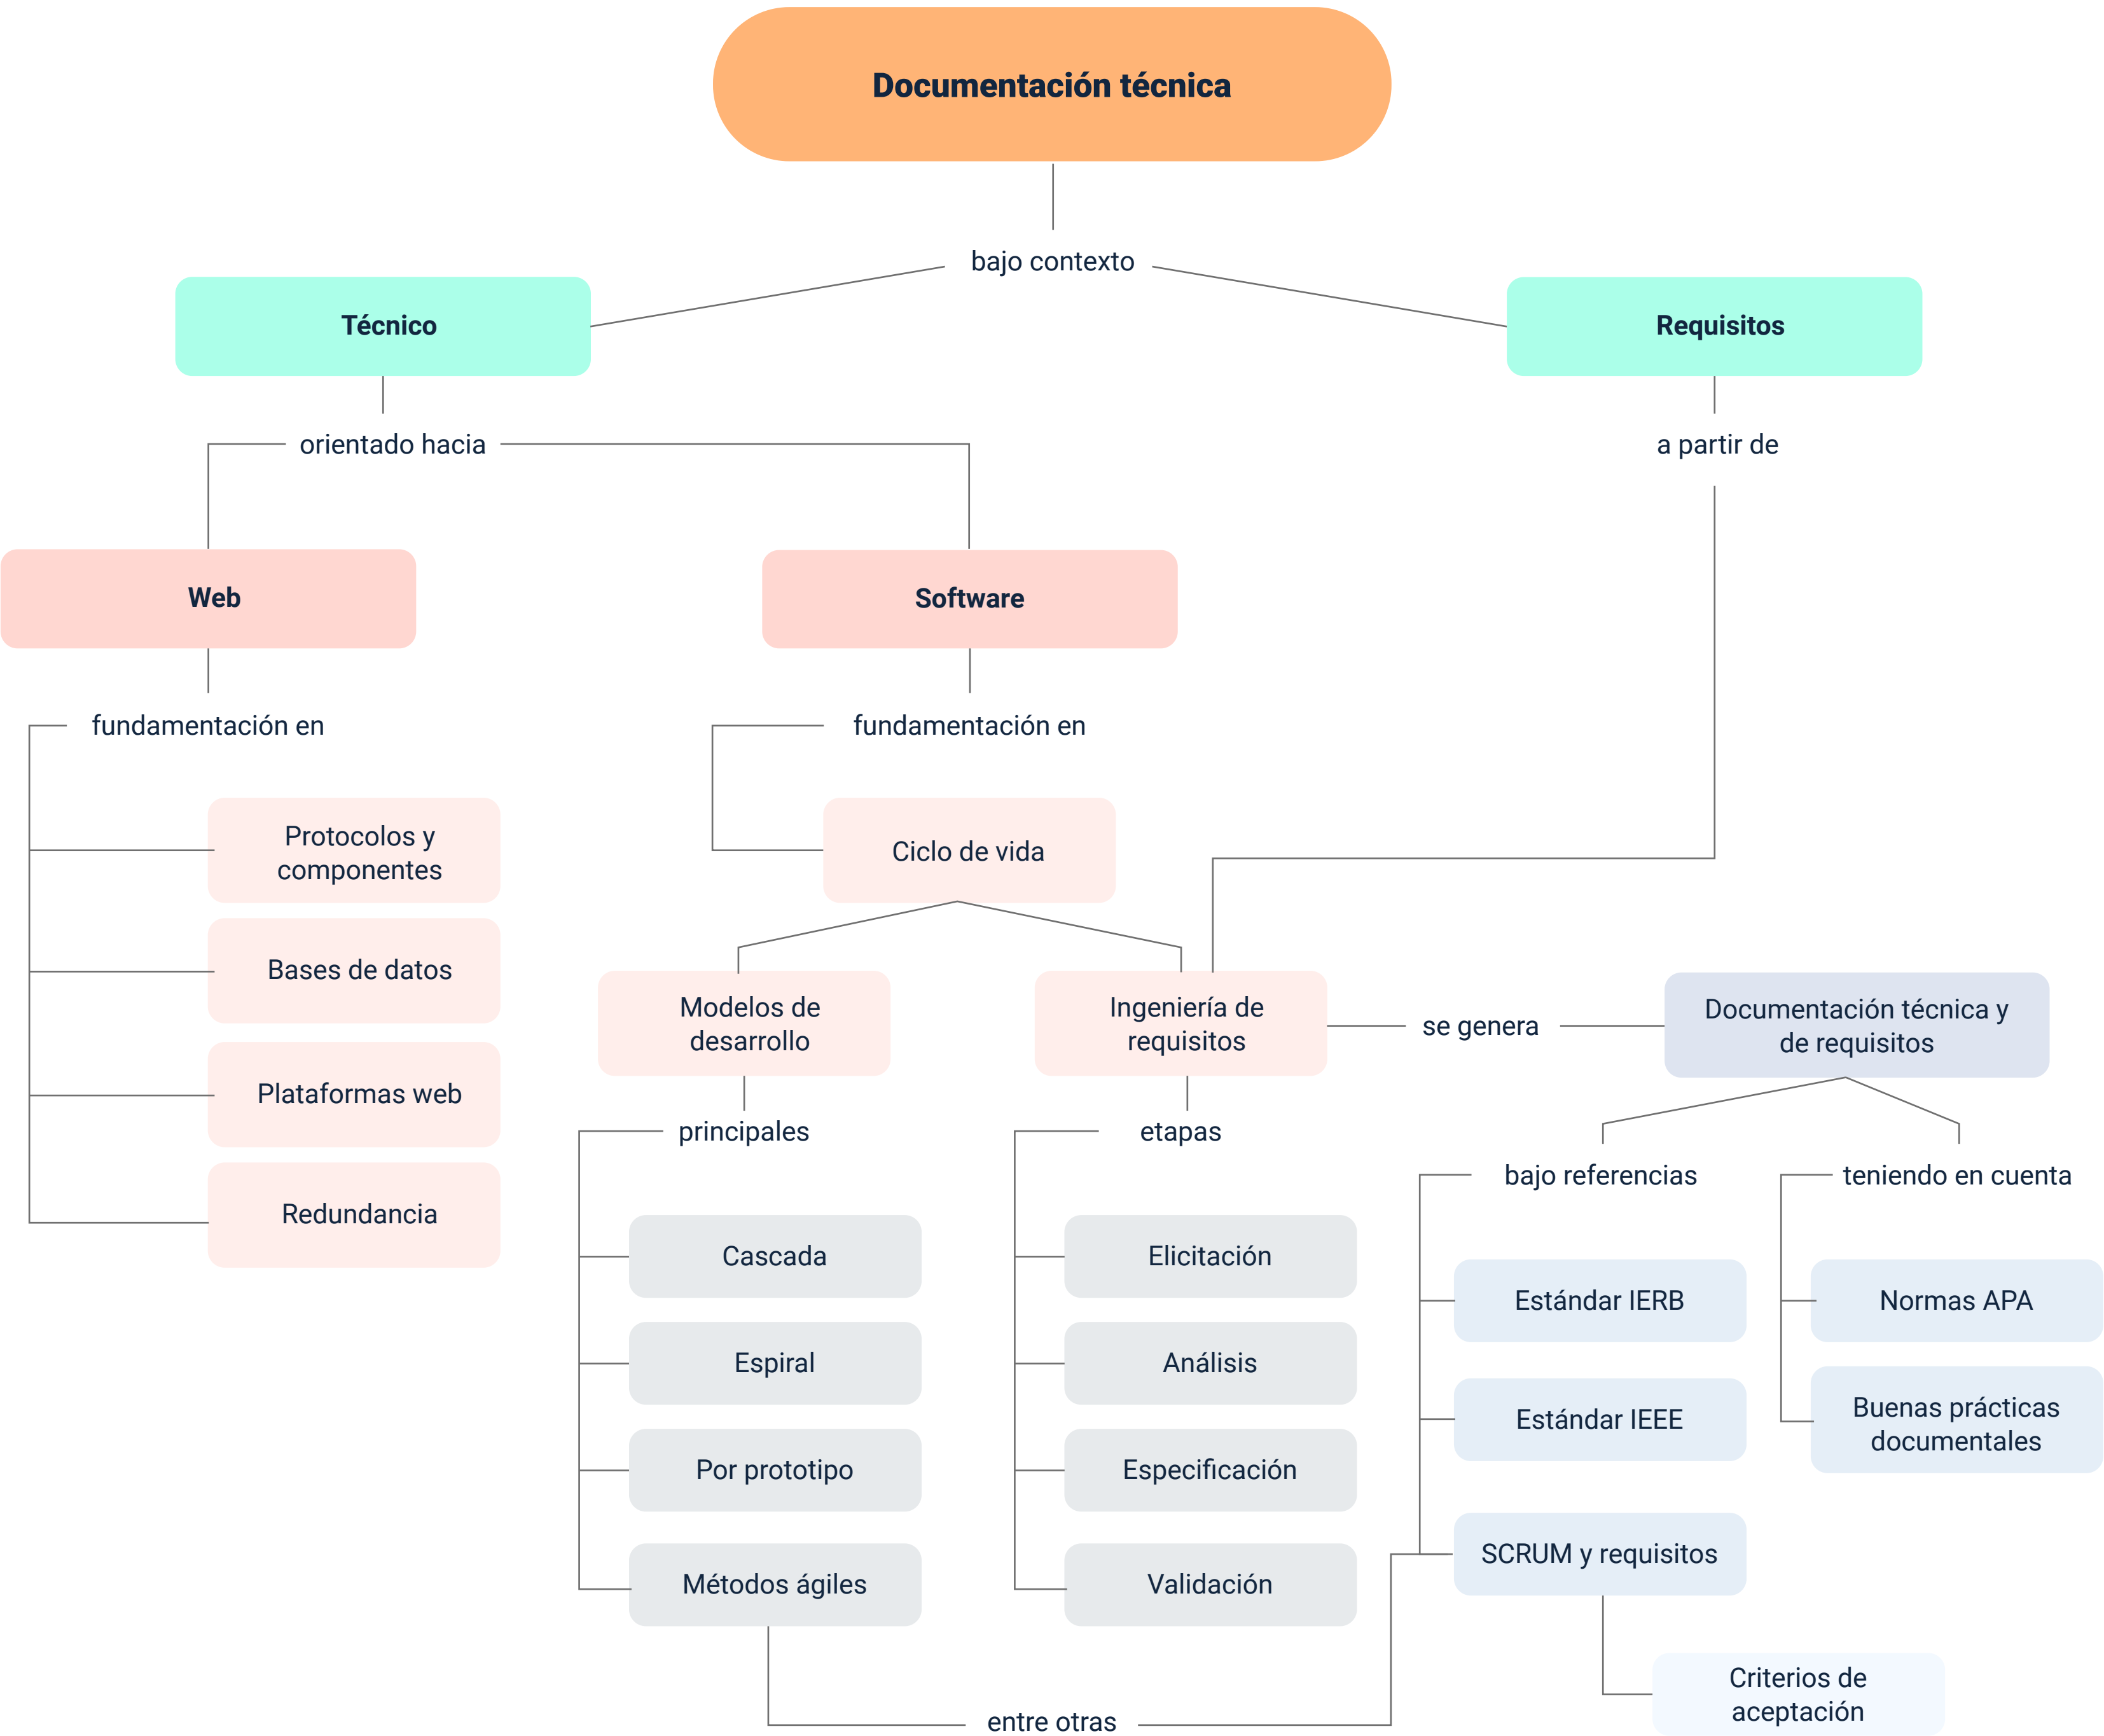 Documentación técnica
bajo contexto
Técnico
Requisitos
orientado hacia
a partir de
Web
Software
fundamentación en
fundamentación en
Protocolos y
componentes
Bases de datos
Plataformas web
Redundancia
Ciclo de vida
Modelos de
desarrollo
Ingeniería de
requisitos
se genera
Documentación técnica y
de requisitos
principales
Cascada
Espiral
Por prototipo
Métodos ágiles
etapas
Elicitación
Análisis
Especificación
Validación
bajo referencias
Estándar IERB
Estándar IEEE
SCRUM y requisitos
teniendo en cuenta
Normas APA
Buenas prácticas
documentales
Criterios de
aceptación
entre otras